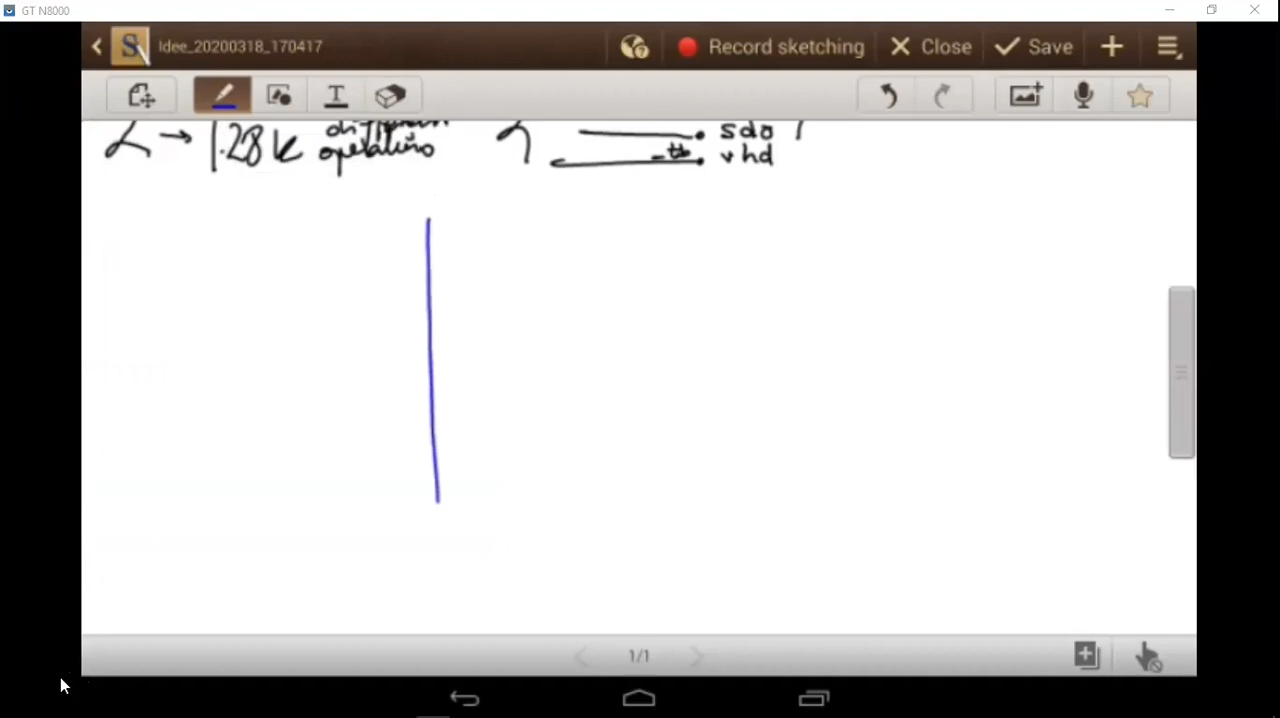 GT N8000
Idee_20200318_170417
Record sketching
Close
Save
T
1.28 k
operations
sdo
vhd
1/1